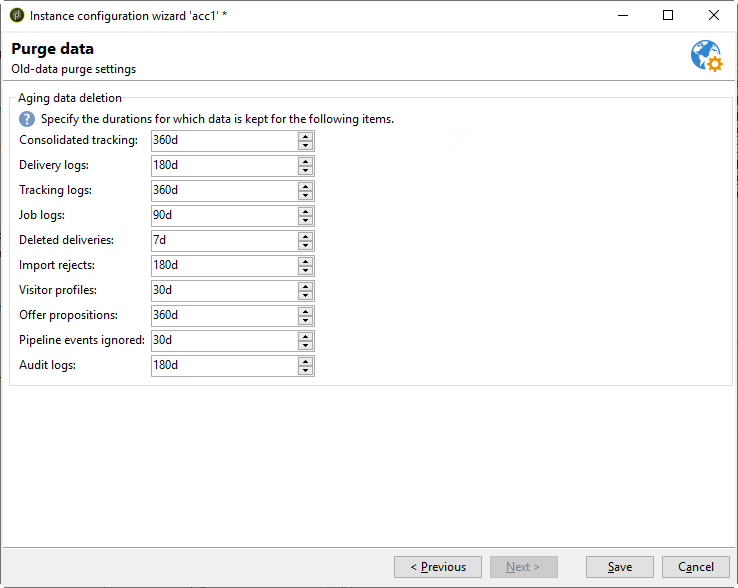 Instance configuration wizard 'acc1' *
Purge data
Old-data purge settings
Aging data deletion
? Specify the durations for which data is kept for the following items.
Consolidated tracking: 360d
Delivery logs: 180d
Tracking logs: 360d
Job logs: 90d
Deleted deliveries: 7d
Import rejects: 180d
Visitor profiles: 30d
Offer propositions: 360d
Pipeline events ignored: 30d
Audit logs: 180d
< Previous Next > Save Cancel